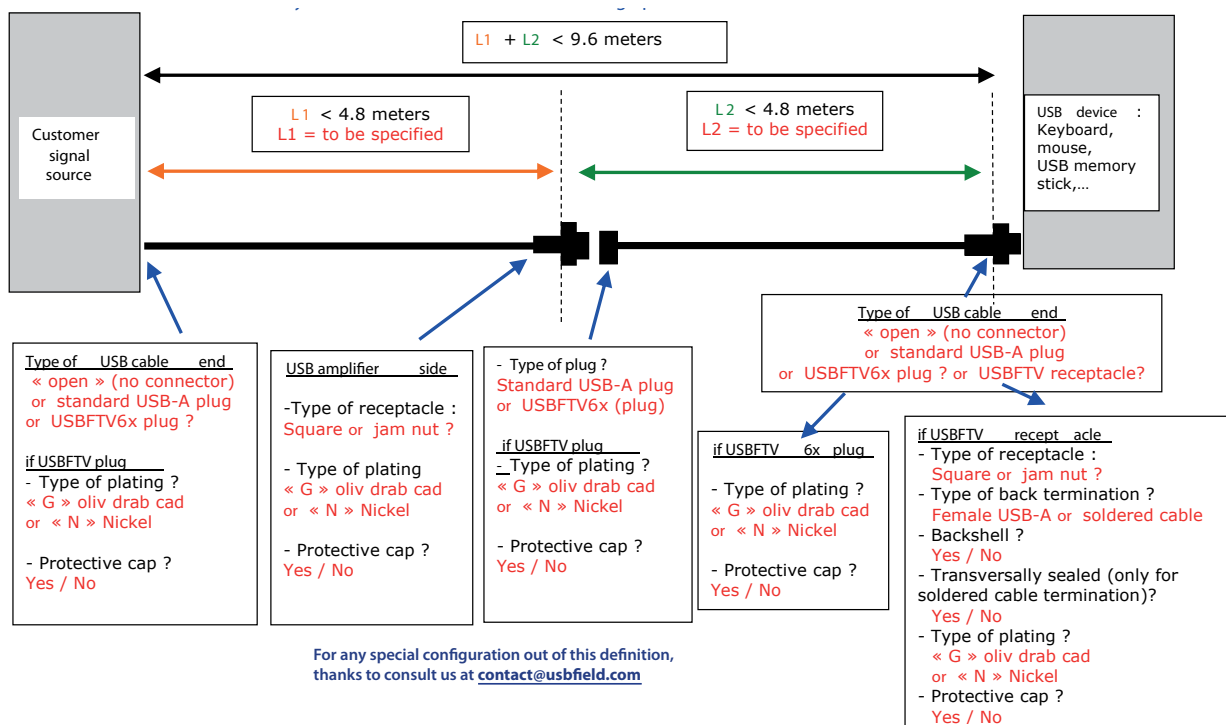 L1 + L2 < 9.6 meters
L1 < 4.8 meters
L1 = to be specified
L2 < 4.8 meters
L2 = to be specified
Customer
signal
source
USB device :
Keyboard,
mouse,
USB memory
stick,...
Type of USB cable end
« open » (no connector)
or standard USB-A plug
or USBFTV6x plug ?
if USBFTV plug
- Type of plating ?
« G » oliv drab cad
or « N » Nickel
- Protective cap ?
Yes / No
USB amplifier side
-Type of receptacle :
Square or jam nut ?
- Type of plating
« G » oliv drab cad
or « N » Nickel
- Protective cap ?
Yes / No
- Type of plug ?
Standard USB-A plug
or USBFTV6x (plug)
if USBFTV plug
- Type of plating ?
« G » oliv drab cad
or « N » Nickel
- Protective cap ?
Yes / No
Type of USB cable end
« open » (no connector)
or standard USB-A plug
or USBFTV6x plug ? or USBFTV receptacle?
if USBFTV 6x plug
- Type of plating ?
« G » oliv drab cad
or « N » Nickel
- Protective cap ?
Yes / No
if USBFTV recept acle
- Type of receptacle :
Square or jam nut ?
- Type of back termination ?
Female USB-A or soldered cable
- Backshell ?
Yes / No
- Transversally sealed (only for
soldered cable termination)?
Yes / No
- Type of plating ?
« G » oliv drab cad
or « N » Nickel
- Protective cap ?
Yes / No
For any special configuration out of this definition,
thanks to consult us at contact@usbfield.com